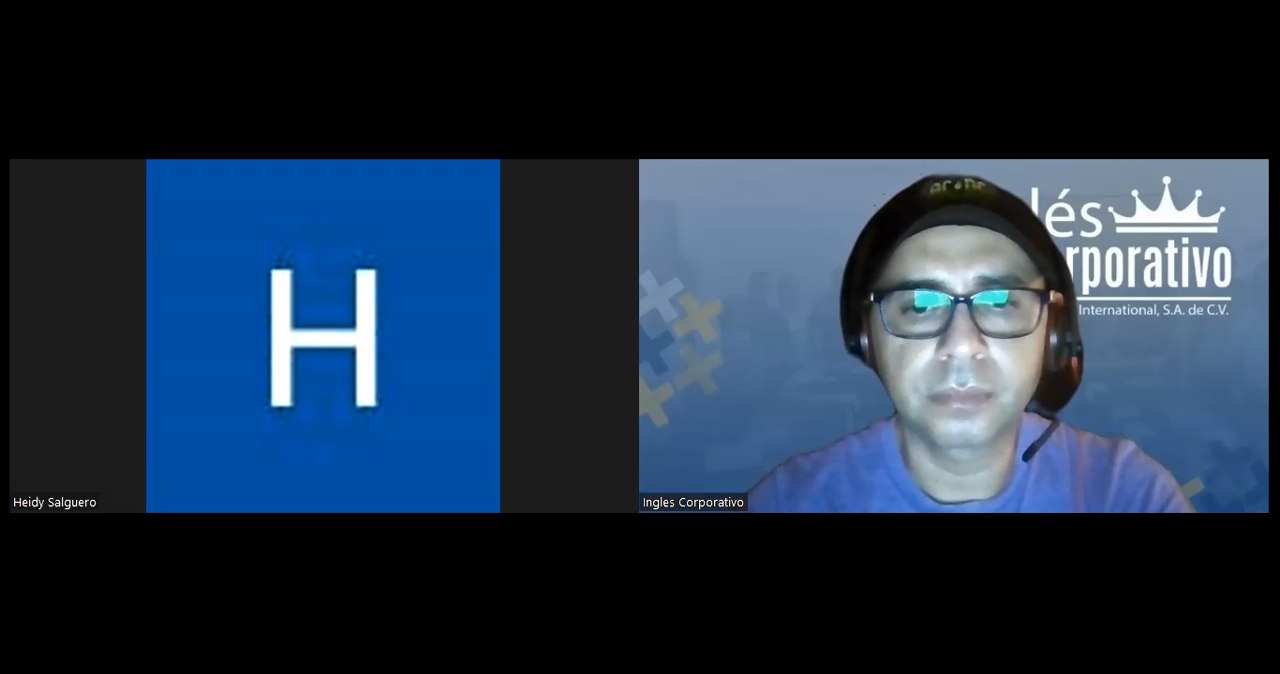 H
Heidy Salguero
lés
rporativo
International, S.A. de C.V.
Ingles Corporativo